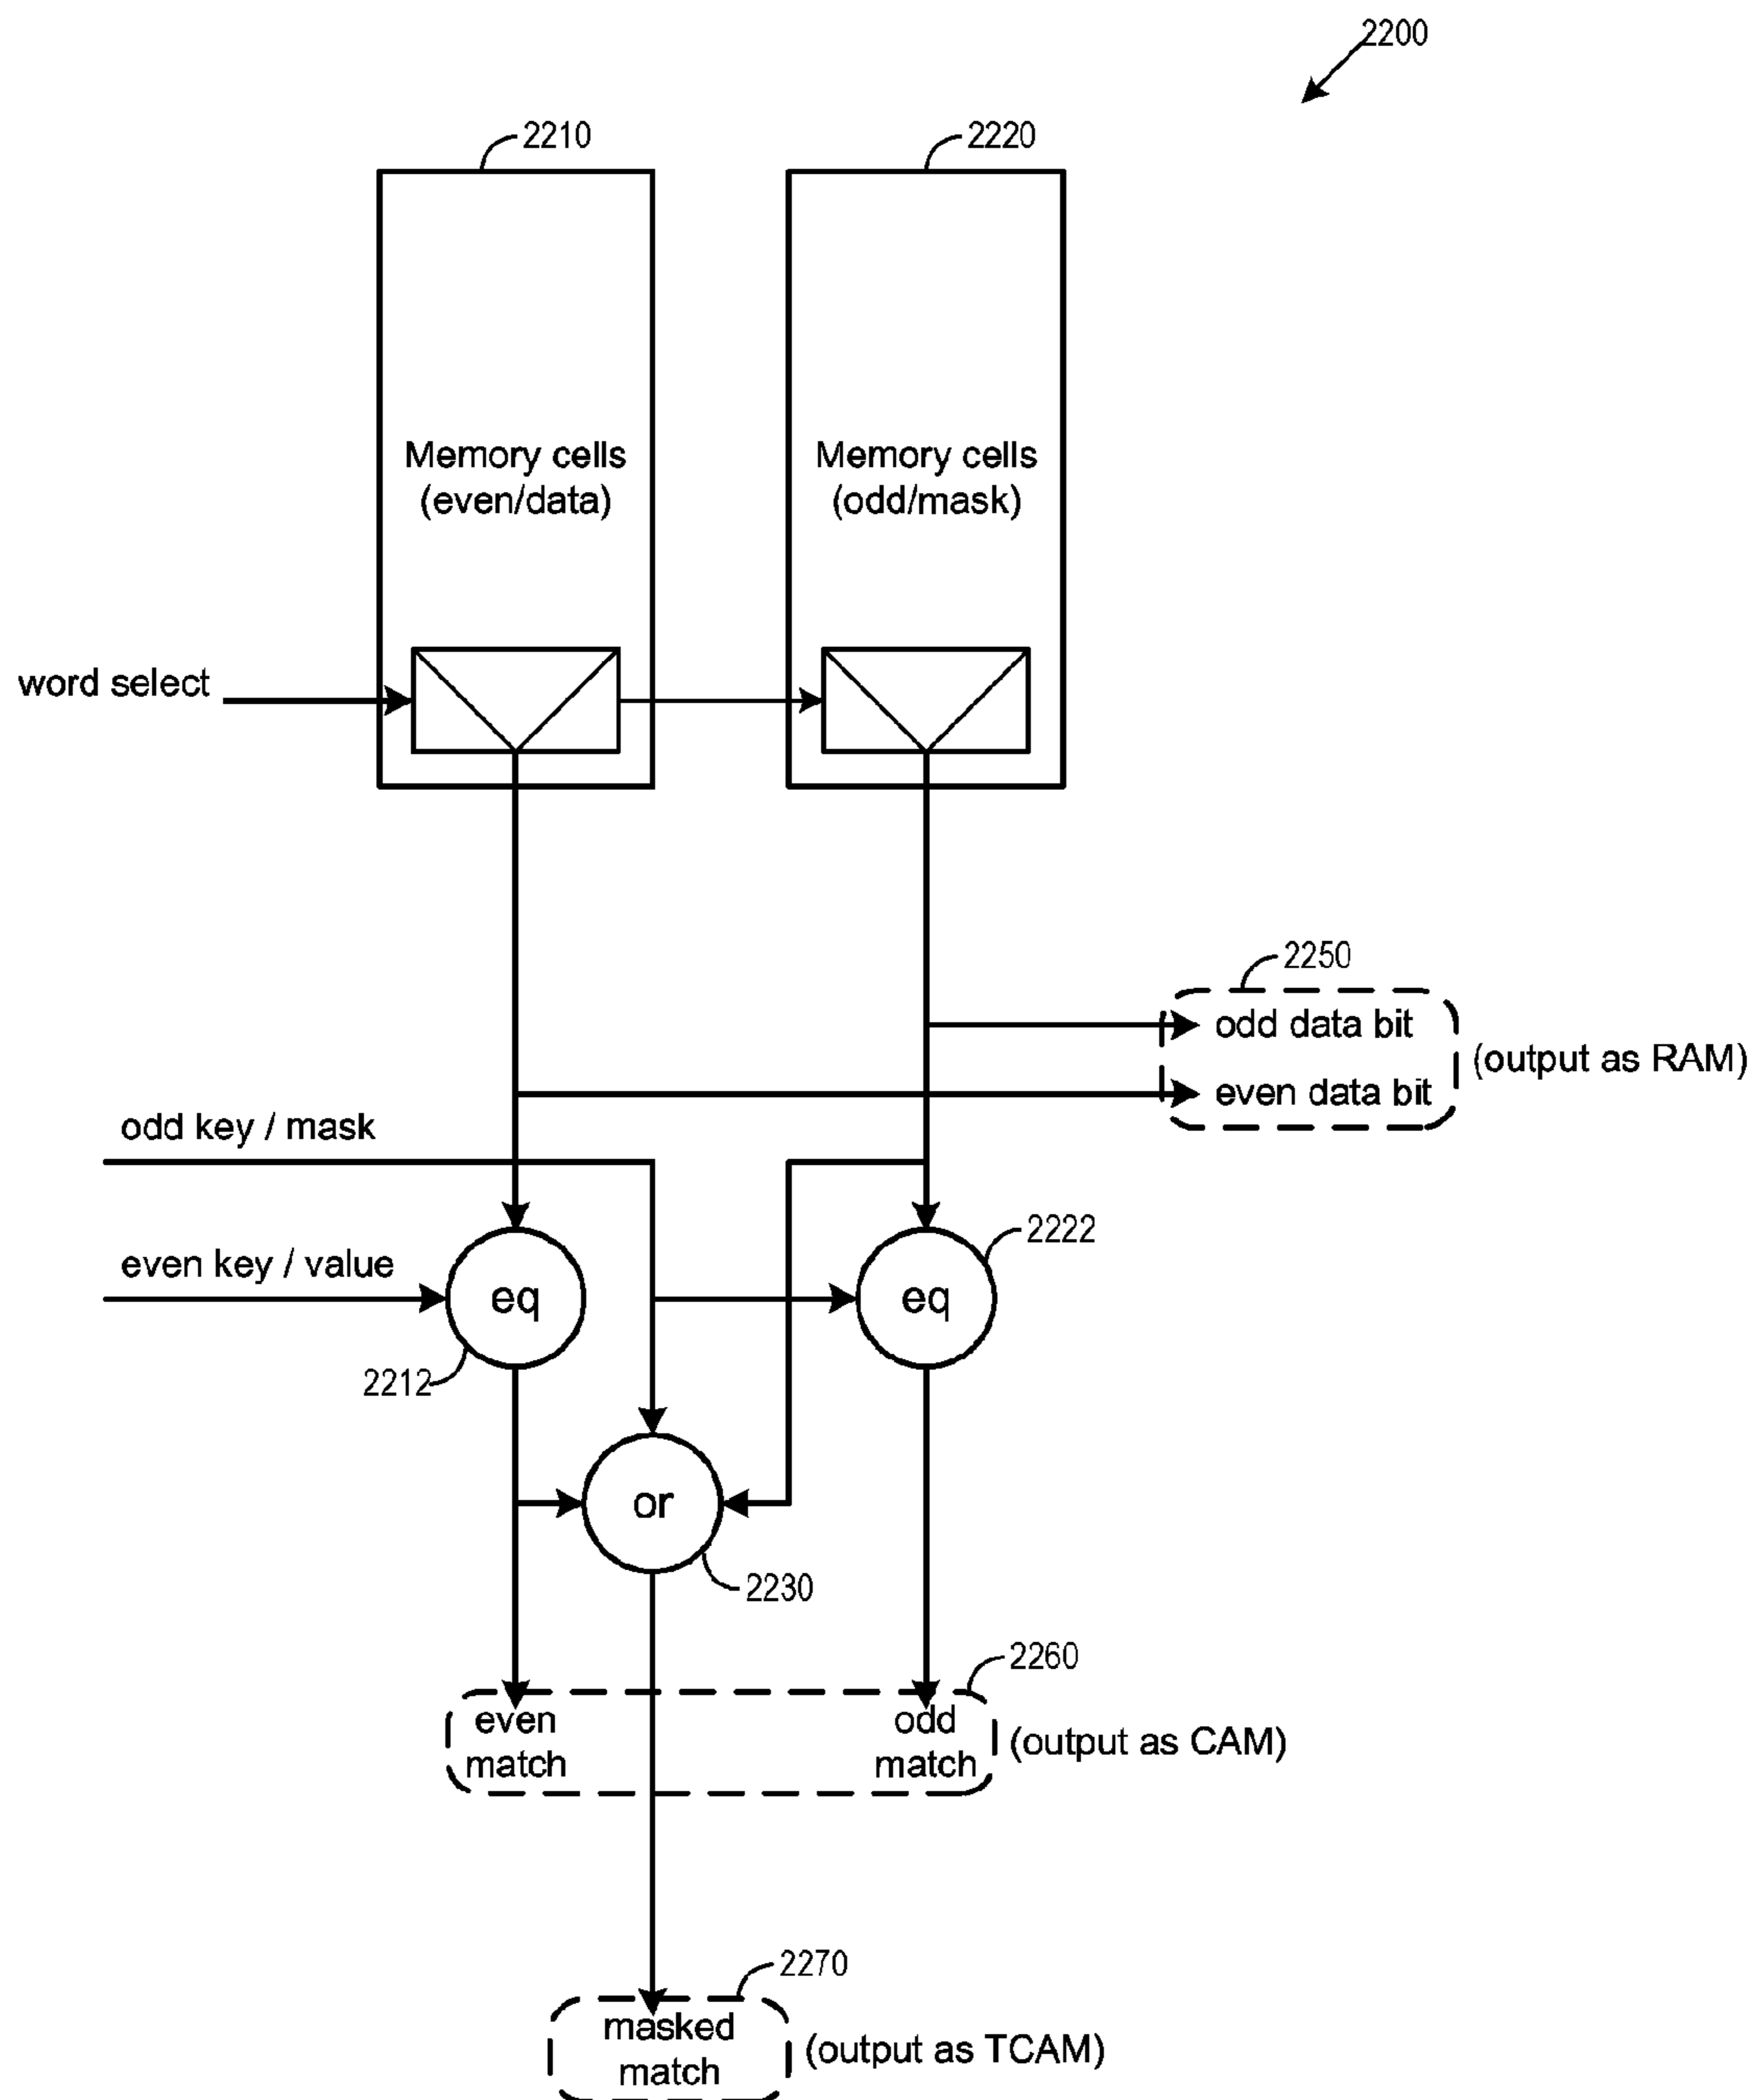 2200
2210
2220
Memory cells
(even/data)
Memory cells
(odd/mask)
word select
2250
odd data bit
even data bit
(output as RAM)
odd key / mask
even key / value
eq
2212
eq
2222
or
2230
2260
even
match
odd
match
(output as CAM)
2270
masked
match
(output as TCAM)